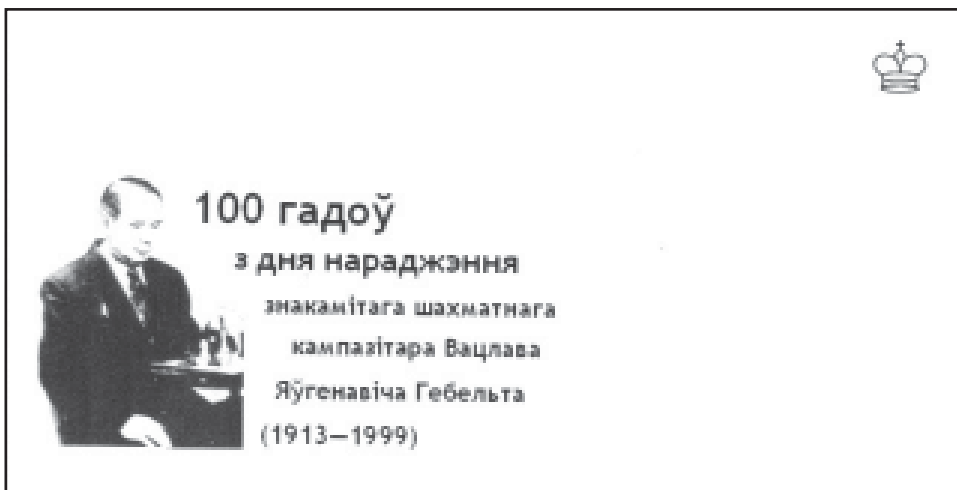 100 гадоў
з дня нараджэння
знакамітага шахматнага
кампазітара Вацлава
Яўгенавіча Гебельта
(1913—1999)